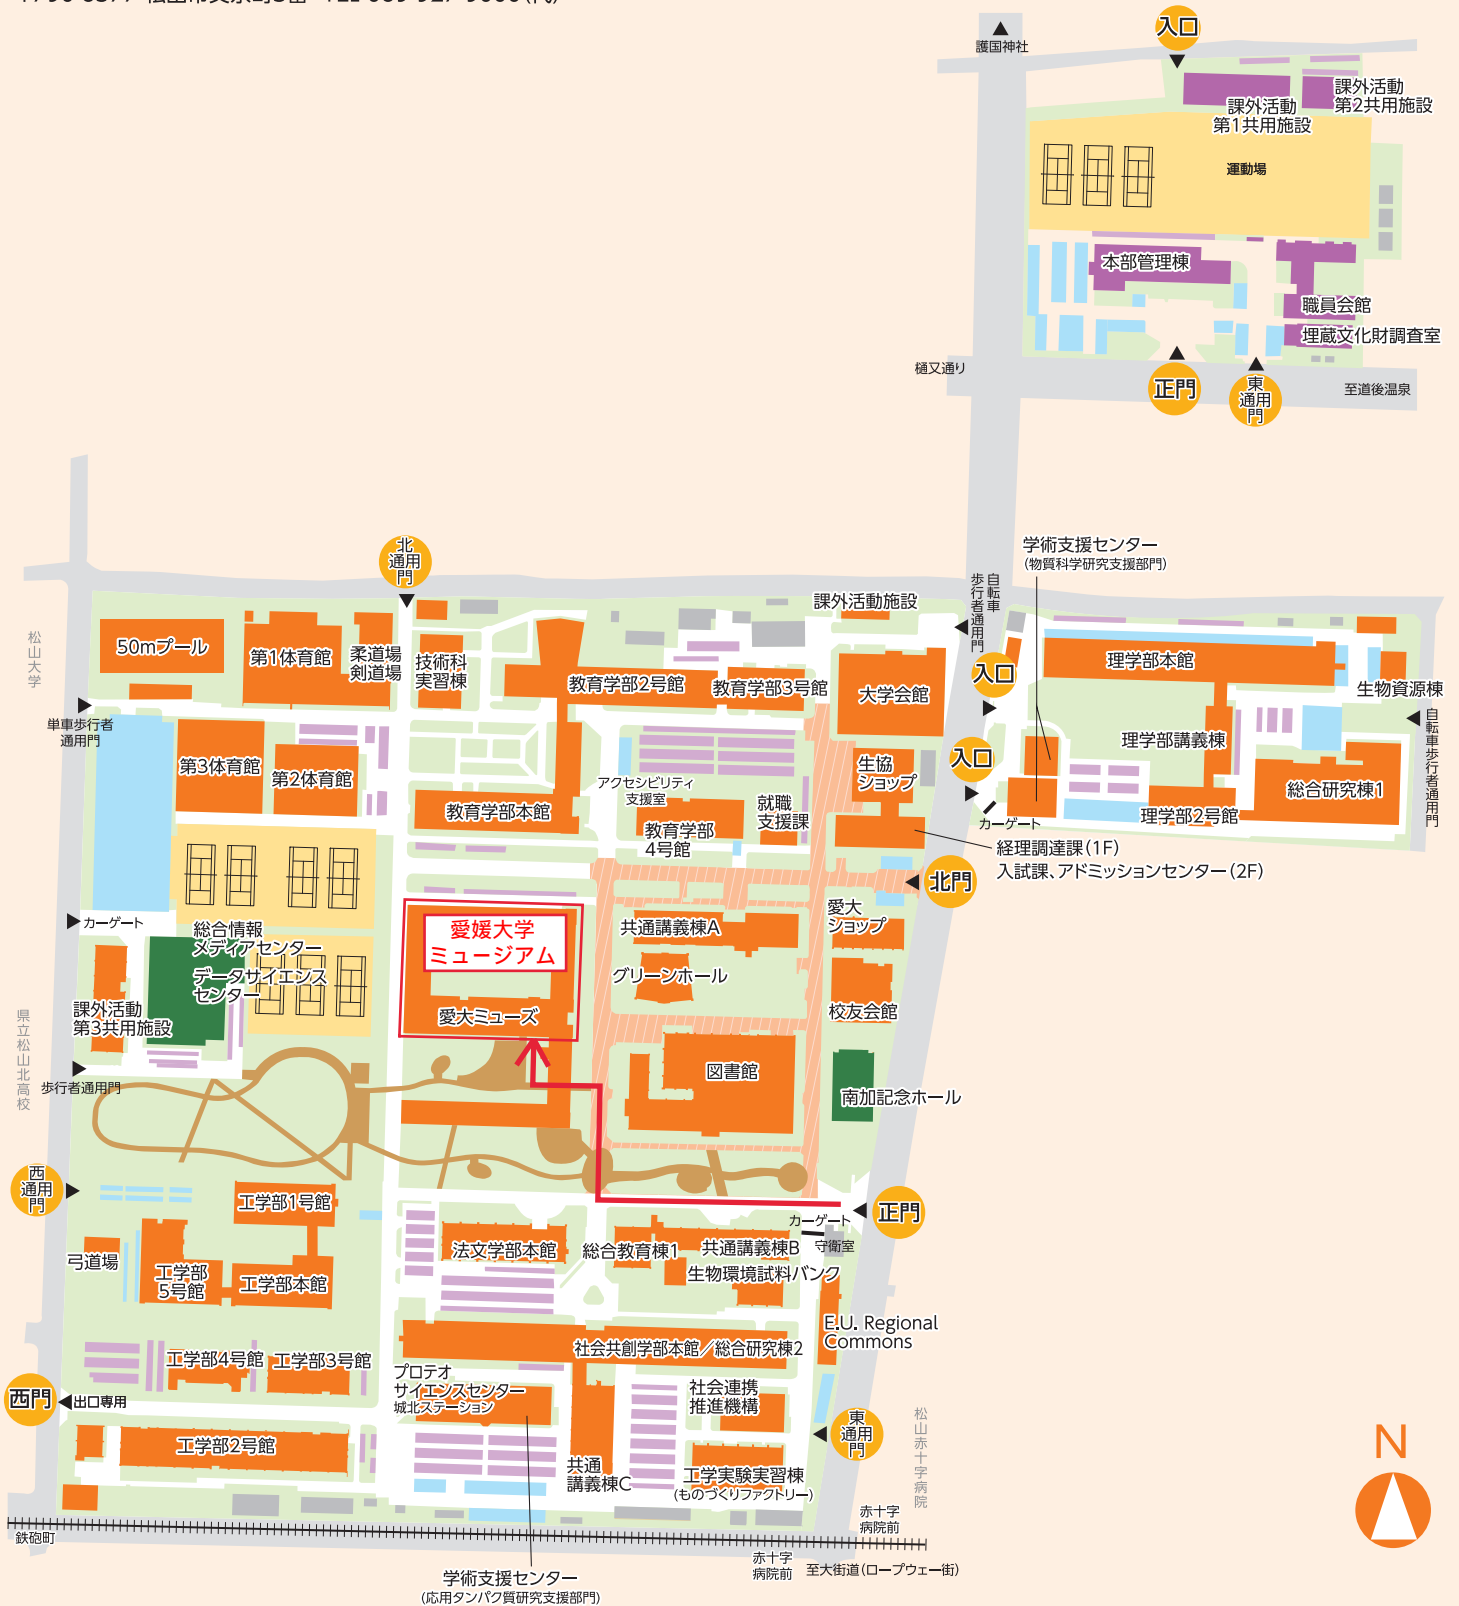 護国神社
入口
課外活動
第2共用施設
課外活動
第1共用施設
運動場
本部管理棟
職員会館
埋蔵文化財調査室
樋又通り
正門
東
通用
門
至道後温泉
学術支援センター
(物質科学研究支援部門)
北
通用
門
自転車
歩行者通用門
課外活動施設
松山大学
50mプール
第1体育館
柔道場
剣道場
技術科
実習棟
教育学部2号館
教育学部3号館
大学会館
入口
理学部本館
生物資源棟
単車歩行者
通用門
自転車歩行者通用門
第3体育館
第2体育館
理学部講義棟
生協
ショップ
入口
アクセシビリティ
支援室
総合研究棟1
教育学部本館
就職
支援課
カーゲート
理学部2号館
教育学部
4号館
経理調達課(1F)
入試課、アドミッションセンター(2F)
北門
カーゲート
総合情報
メディアセンター
データサイエンス
センター
愛媛大学
ミュージアム
共通講義棟A
愛大
ショップ
グリーンホール
課外活動
第3共用施設
愛大ミューズ
校友会館
県立松山北高校
図書館
歩行者通用門
南加記念ホール
西
通用
門
工学部1号館
正門
カーゲート
守衛室
弓道場
法文学部本館
総合教育棟1
共通講義棟B
工学部
5号館
工学部本館
生物環境試料バンク
E.U. Regional
Commons
社会共創学部本館／総合研究棟2
工学部4号館
工学部3号館
プロテオ
サイエンスセンター
城北ステーション
社会連携
推進機構
西門
出口専用
東
通用
門
松山赤十字病院
工学部2号館
共通
講義棟C
工学実験実習棟
(ものづくりファクトリー)
N
鉄砲町
赤十字
病院前
赤十字
病院前
至大街道(ロープウェー街)
学術支援センター
(応用タンパク質研究支援部門)